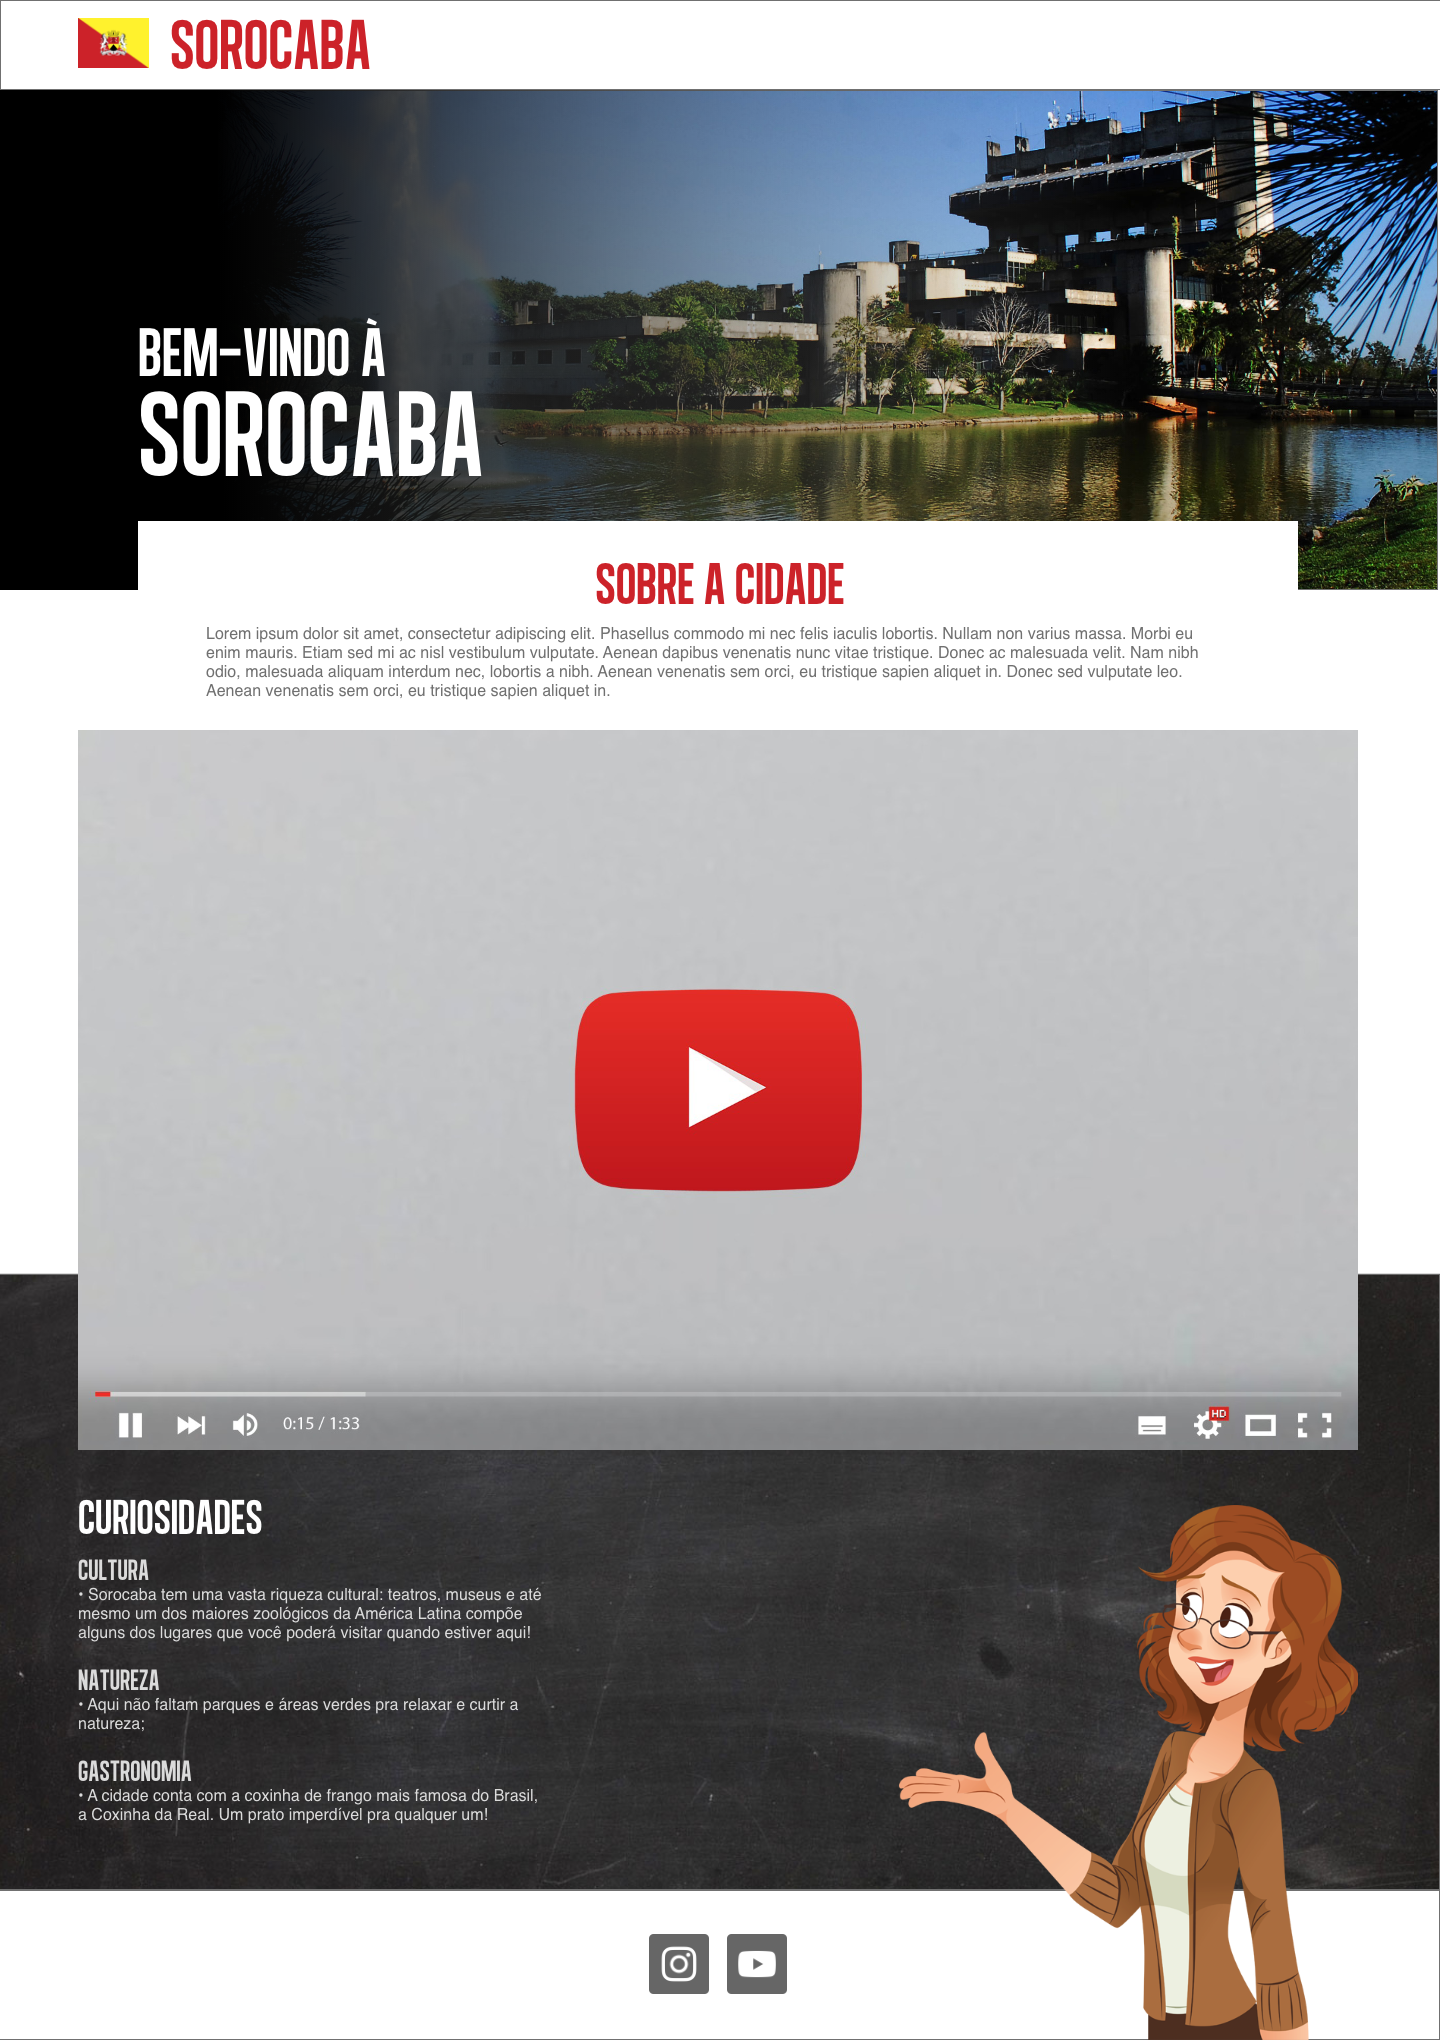 SOROCABA
BEM-VINDO À
SOROCABA
SOBRE A CIDADE
Lorem ipsum dolor sit amet, consectetur adipiscing elit. Phasellus commodo mi nec felis iaculis lobortis. Nullam non varius massa. Morbi eu
enim mauris. Etiam sed mi ac nisl vestibulum vulputate. Aenean dapibus venenatis nunc vitae tristique. Donec ac malesuada velit. Nam nibh
odio, malesuada aliquam interdum nec, lobortis a nibh. Aenean venenatis sem orci, eu tristique sapien aliquet in. Donec sed vulputate leo.
Aenean venenatis sem orci, eu tristique sapien aliquet in.
0:15 / 1:33
HD
CURIOSIDADES
CULTURA
• Sorocaba tem uma vasta riqueza cultural: teatros, museus e até
mesmo um dos maiores zoológicos da América Latina compõe
alguns dos lugares que você poderá visitar quando estiver aqui!
NATUREZA
• Aqui não faltam parques e áreas verdes pra relaxar e curtir a
natureza;
GASTRONOMIA
• A cidade conta com a coxinha de frango mais famosa do Brasil,
a Coxinha da Real. Um prato imperdível pra qualquer um!